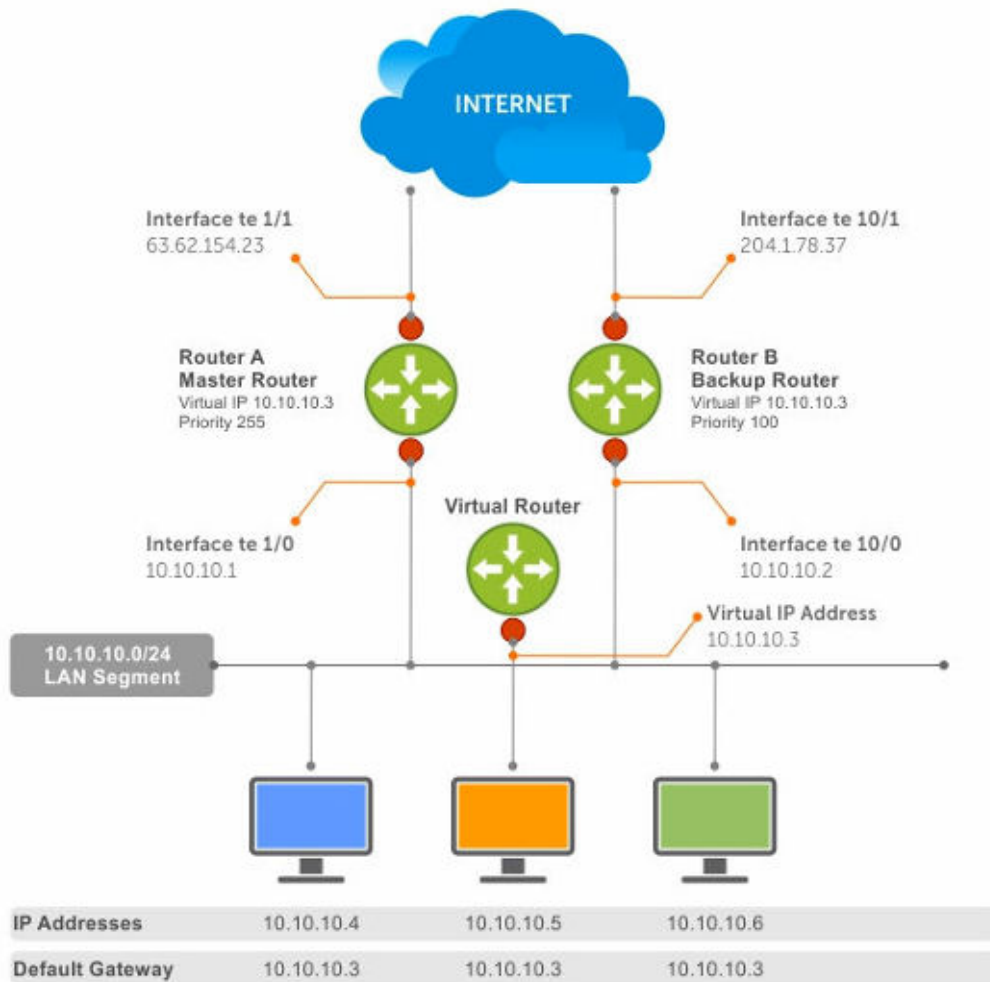 INTERNET
Interface te 1/1
63.62.154.23
Interface te 10/1
204.1.78.37
Router A
Master Router
Virtual IP 10.10.10.3
Priority 255
Router B
Backup Router
Virtual IP 10.10.10.3
Priority 100
Virtual Router
Interface te 1/0
10.10.10.1
Interface te 10/0
10.10.10.2
Virtual IP Address
10.10.10.3
10.10.10.0/24
LAN Segment
IP Addresses 10.10.10.4 10.10.10.5 10.10.10.6
Default Gateway 10.10.10.3 10.10.10.3 10.10.10.3